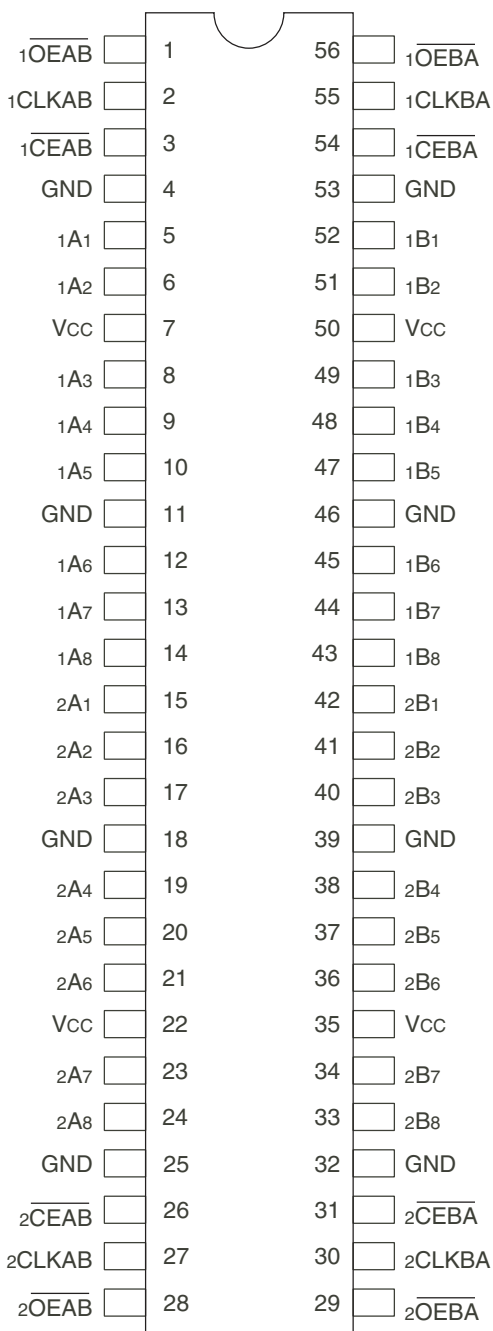 1OEAB 1 56 1OEBA
1CLKAB 2 55 1CLKBA
1CEAB 3 54 1CEBA
GND 4 53 GND
1A1 5 52 1B1
1A2 6 51 1B2
VCC 7 50 VCC
1A3 8 49 1B3
1A4 9 48 1B4
1A5 10 47 1B5
GND 11 46 GND
1A6 12 45 1B6
1A7 13 44 1B7
1A8 14 43 1B8
2A1 15 42 2B1
2A2 16 41 2B2
2A3 17 40 2B3
GND 18 39 GND
2A4 19 38 2B4
2A5 20 37 2B5
2A6 21 36 2B6
VCC 22 35 VCC
2A7 23 34 2B7
2A8 24 33 2B8
GND 25 32 GND
2CEAB 26 31 2CEBA
2CLKAB 27 30 2CLKBA
2OEAB 28 29 2OEBA